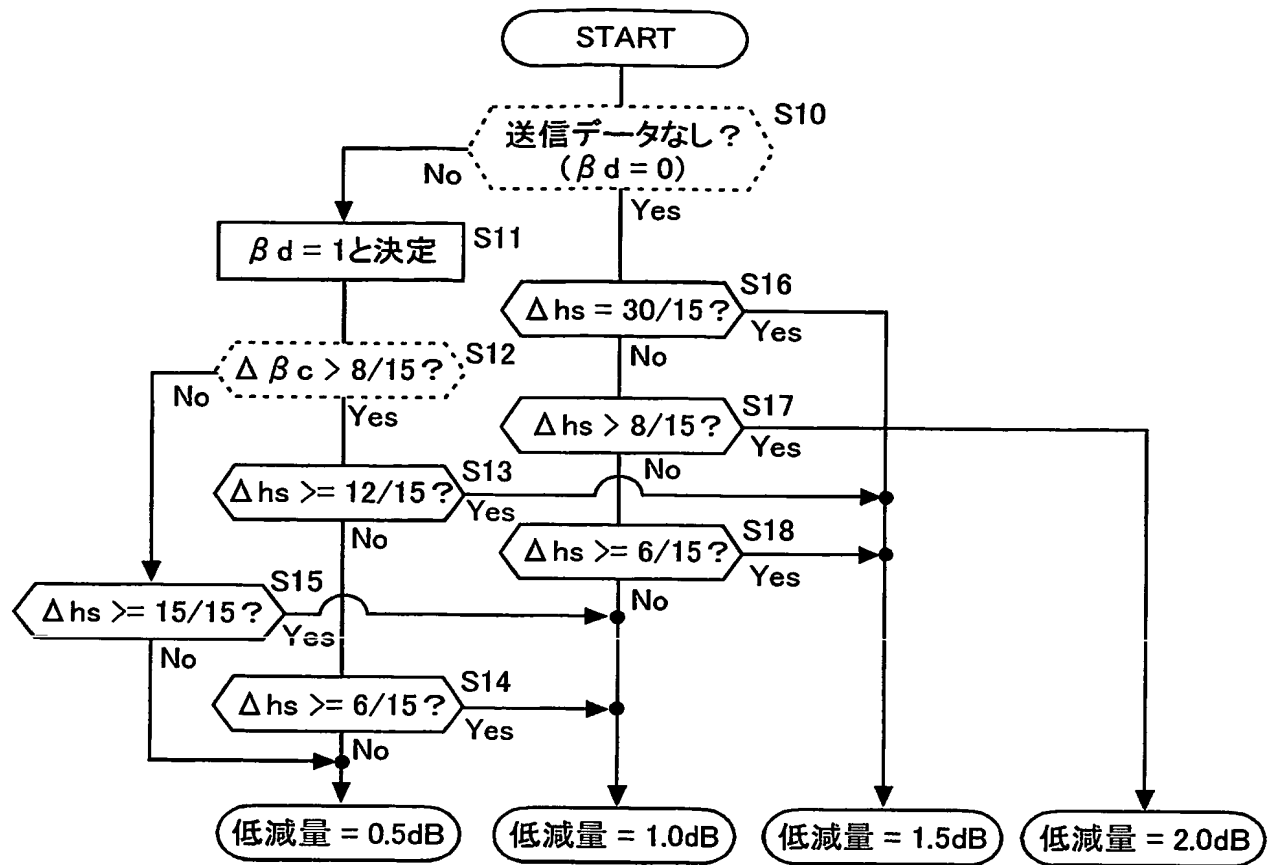 START
S10
送信データなし?
(βd = 0)
No
Yes
βd = 1と決定
S11
Δhs = 30/15?
S16
Yes
No
Δβc > 8/15?
S12
No
Yes
Δhs > 8/15?
S17
Yes
No
Δhs >= 12/15?
S13
Yes
No
Δhs >= 6/15?
S18
Yes
No
Δhs >= 15/15?
S15
Yes
No
Δhs >= 6/15?
S14
Yes
No
低減量 = 0.5dB
低減量 = 1.0dB
低減量 = 1.5dB
低減量 = 2.0dB